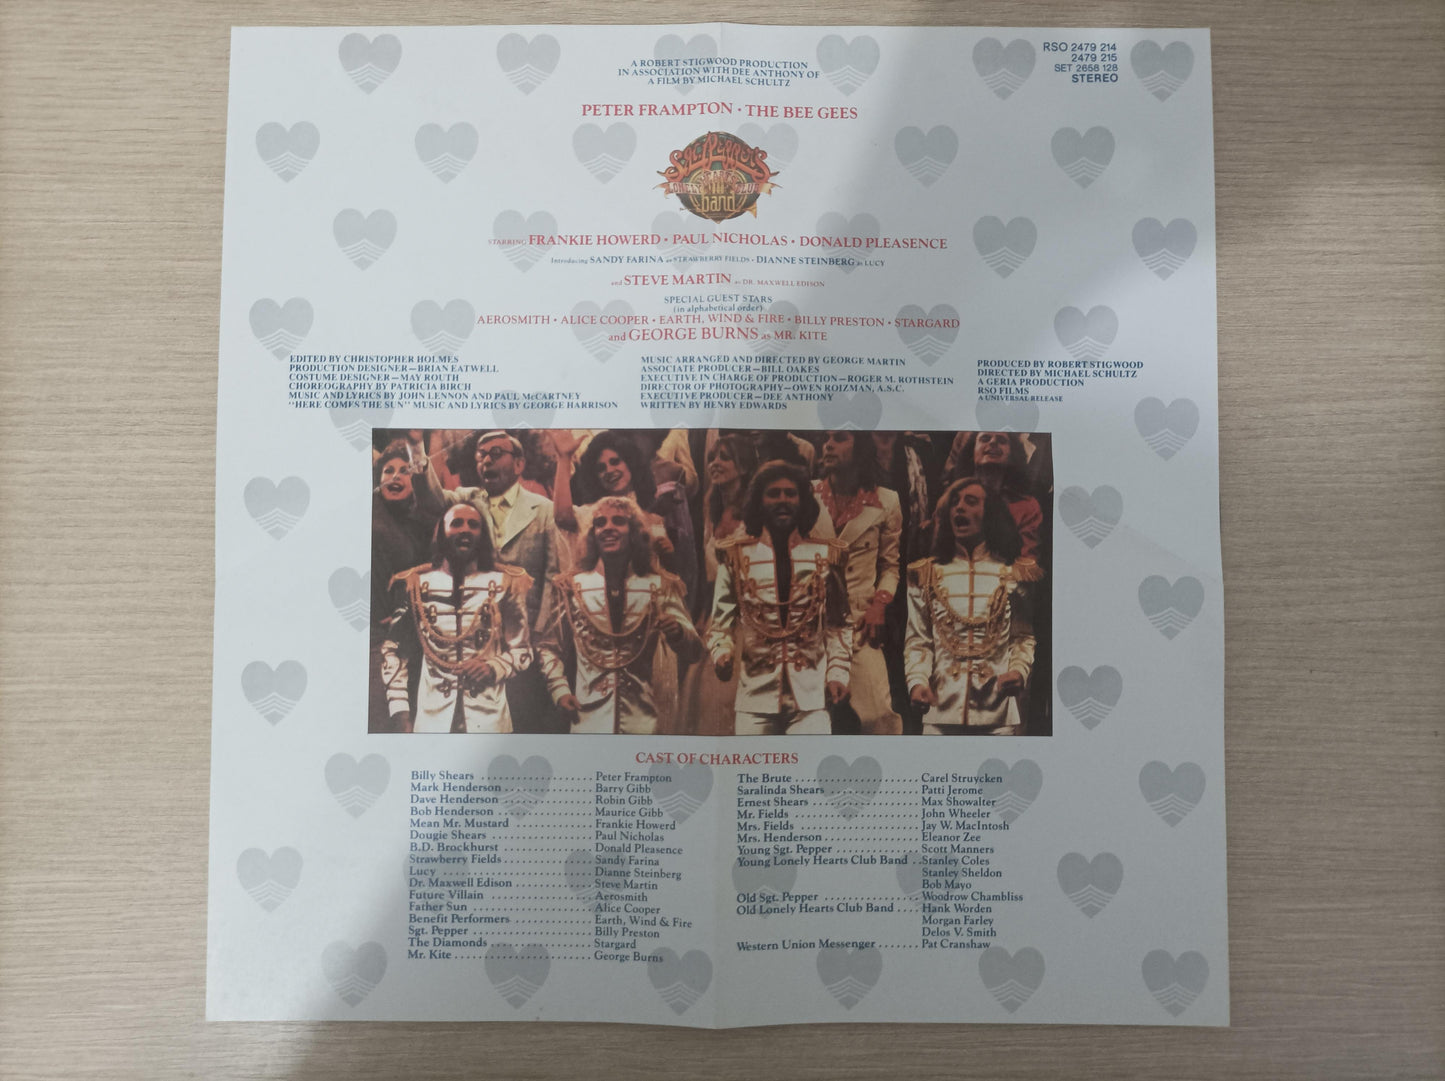 RSO 2479 214
2479 215
SET 2658 128
STEREO
A ROBERT STIGWOOD PRODUCTION
IN ASSOCIATION WITH DEE ANTHONY OF
A FILM BY MICHAEL SCHULTZ
PETER FRAMPTON · THE BEE GEES
SGT. PEPPER'S
LONELY HEARTS CLUB
band
STARRING FRANKIE HOWERD · PAUL NICHOLAS · DONALD PLEASENCE
Introducing SANDY FARINA as STRAWBERRY FIELDS · DIANNE STEINBERG as LUCY
and STEVE MARTIN as DR. MAXWELL EDISON
SPECIAL GUEST STARS
(in alphabetical order)
AEROSMITH · ALICE COOPER · EARTH, WIND & FIRE · BILLY PRESTON · STARGARD
and GEORGE BURNS as MR. KITE
EDITED BY CHRISTOPHER HOLMES
PRODUCTION DESIGNER—BRIAN EATWELL
COSTUME DESIGNER—MAY ROUTH
CHOREOGRAPHY BY PATRICIA BIRCH
MUSIC AND LYRICS BY JOHN LENNON AND PAUL McCARTNEY
"HERE COMES THE SUN" MUSIC AND LYRICS BY GEORGE HARRISON
MUSIC ARRANGED AND DIRECTED BY GEORGE MARTIN
ASSOCIATE PRODUCER—BILL OAKES
EXECUTIVE IN CHARGE OF PRODUCTION—ROGER M. ROTHSTEIN
DIRECTOR OF PHOTOGRAPHY—OWEN ROIZMAN, A.S.C.
EXECUTIVE PRODUCER—DEE ANTHONY
WRITTEN BY HENRY EDWARDS
PRODUCED BY ROBERT STIGWOOD
DIRECTED BY MICHAEL SCHULTZ
A GERIA PRODUCTION
RSO FILMS
A UNIVERSAL RELEASE
CAST OF CHARACTERS
Billy Shears .................. Peter Frampton
Mark Henderson .............. Barry Gibb
Dave Henderson .............. Robin Gibb
Bob Henderson ............... Maurice Gibb
Mean Mr. Mustard ............ Frankie Howerd
Dougie Shears ................ Paul Nicholas
B.D. Brockhurst ............... Donald Pleasence
Strawberry Fields .............. Sandy Farina
Lucy ........................ Dianne Steinberg
Dr. Maxwell Edison ............ Steve Martin
Future Villain ................ Aerosmith
Father Sun ................... Alice Cooper
Benefit Performers ............. Earth, Wind & Fire
Sgt. Pepper ................... Billy Preston
The Diamonds ................ Stargard
Mr. Kite ...................... George Burns
The Brute .................... Carel Struycken
Saralinda Shears ............... Patti Jerome
Ernest Shears ................. Max Showalter
Mr. Fields ..................... John Wheeler
Mrs. Fields ................... Jay W. MacIntosh
Mrs. Henderson ............... Eleanor Zee
Young Sgt. Pepper .............. Scott Manners
Young Lonely Hearts Club Band .. Stanley Coles
Stanley Sheldon
Bob Mayo
Old Sgt. Pepper ............... Woodrow Chambliss
Old Lonely Hearts Club Band .... Hank Worden
Morgan Farley
Delos V. Smith
Western Union Messenger ....... Pat Cranshaw